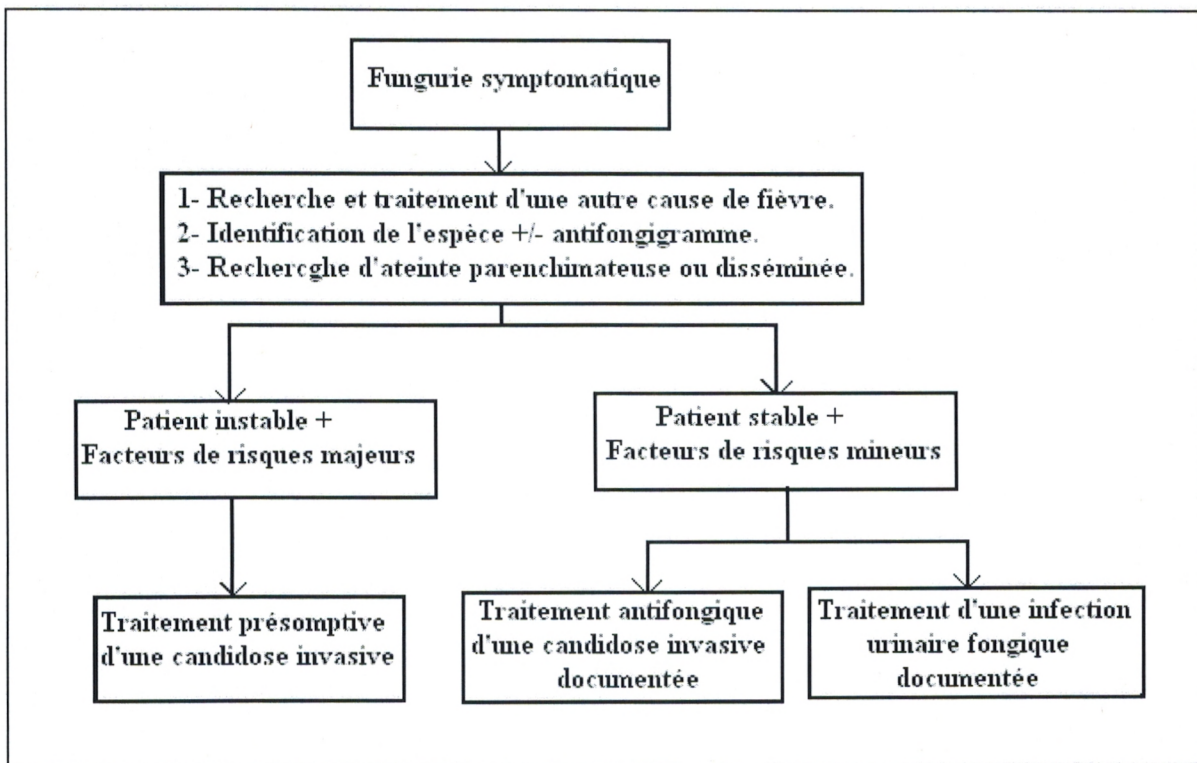 Fungurie symptomatique
1- Recherche et traitement d'une autre cause de fièvre.
2- Identification de l'espèce +/- antifongigramme.
3- Rechereghe d'ateinte parenchimateuse ou disséminée.
Patient instable +
Facteurs de risques majeurs
Patient stable +
Facteurs de risques mineurs
Traitement présomptive
d'une candidose invasive
Traitement antifongique
d'une candidose invasive
documentée
Traitement d'une infection
urinaire fongique
documentée